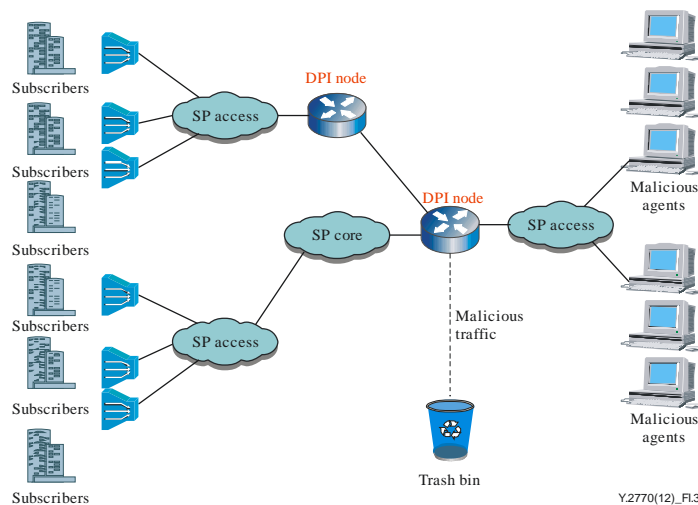 Subscribers
Subscribers
Subscribers
Subscribers
Subscribers
Subscribers
SP access
DPI node
SP core
DPI node
SP access
SP access
Malicious
traffic
Trash bin
Malicious
agents
Malicious
agents
Y.2770(12)_FI.3